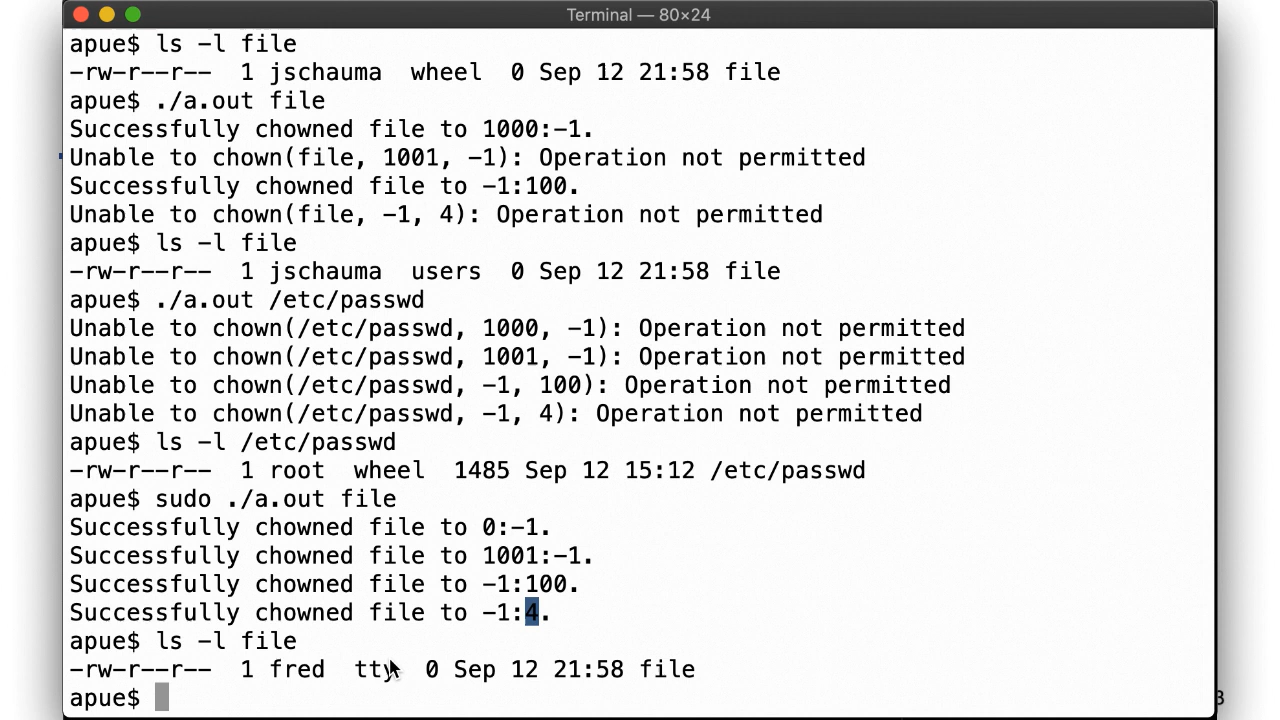 Terminal — 80×24
apue$ ls -l file
-rw-r--r-- 1 jschauma wheel 0 Sep 12 21:58 file
apue$ ./a.out file
Successfully chowned file to 1000:-1.
Unable to chown(file, 1001, -1): Operation not permitted
Successfully chowned file to -1:100.
Unable to chown(file, -1, 4): Operation not permitted
apue$ ls -l file
-rw-r--r-- 1 jschauma users 0 Sep 12 21:58 file
apue$ ./a.out /etc/passwd
Unable to chown(/etc/passwd, 1000, -1): Operation not permitted
Unable to chown(/etc/passwd, 1001, -1): Operation not permitted
Unable to chown(/etc/passwd, -1, 100): Operation not permitted
Unable to chown(/etc/passwd, -1, 4): Operation not permitted
apue$ ls -l /etc/passwd
-rw-r--r-- 1 root wheel 1485 Sep 12 15:12 /etc/passwd
apue$ sudo ./a.out file
Successfully chowned file to 0:-1.
Successfully chowned file to 1001:-1.
Successfully chowned file to -1:100.
Successfully chowned file to -1:4.
apue$ ls -l file
-rw-r--r-- 1 fred tty 0 Sep 12 21:58 file
apue$